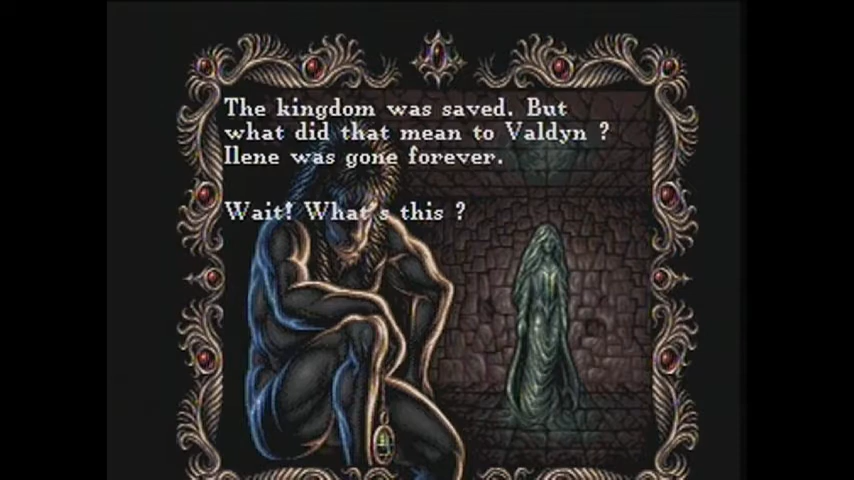 The kingdom was saved. But
what did that mean to Valdyn ?
Ilene was gone forever.
Wait! What's this ?